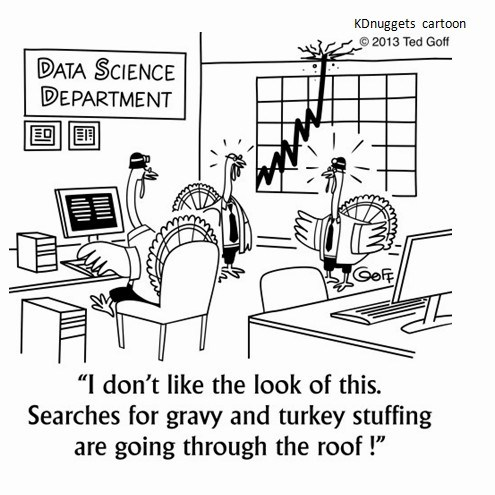 KDnuggets cartoon
© 2013 Ted Goff
DATA SCIENCE
DEPARTMENT
GOFF
“I don’t like the look of this.
Searches for gravy and turkey stuffing
are going through the roof !”